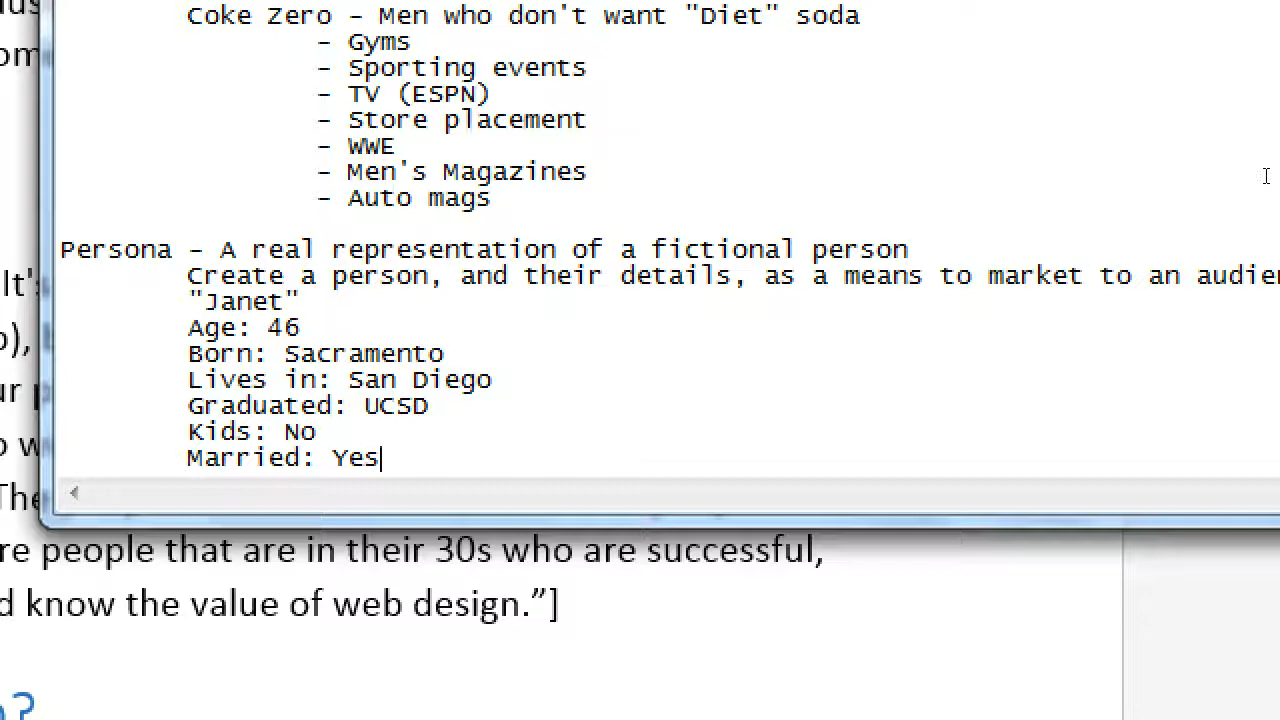 Coke Zero - Men who don't want "Diet" soda
- Gyms
- Sporting events
- TV (ESPN)
- Store placement
- WWE
- Men's Magazines
- Auto mags
Persona - A real representation of a fictional person
Create a person, and their details, as a means to market to an audien
"Janet"
Age: 46
Born: Sacramento
Lives in: San Diego
Graduated: UCSD
Kids: No
Married: Yes
re people that are in their 30s who are successful,
d know the value of web design.”]